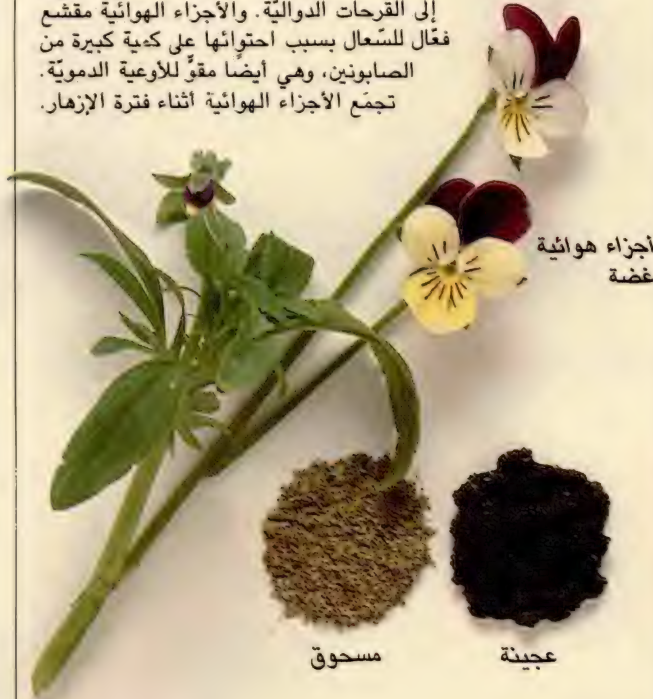 إلى القرحات الدواليّة. والأجزاء الهوائية مقشع
فعّال للسّعال بسبب احتوائها على كمية كبيرة من
الصابونين، وهي أيضًا مقوٍّ للأوعية الدمويّة.
تجمَع الأجزاء الهوائية أثناء فترة الإزهار.
أجزاء هوائية
غضة
عجينة
مسحوق